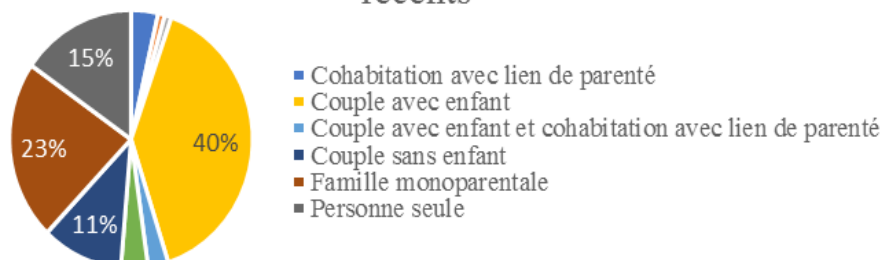 récents
15%
23%
11%
40%
Cohabitation avec lien de parenté
Couple avec enfant
Couple avec enfant et cohabitation avec lien de parenté
Couple sans enfant
Famille monoparentale
Personne seule